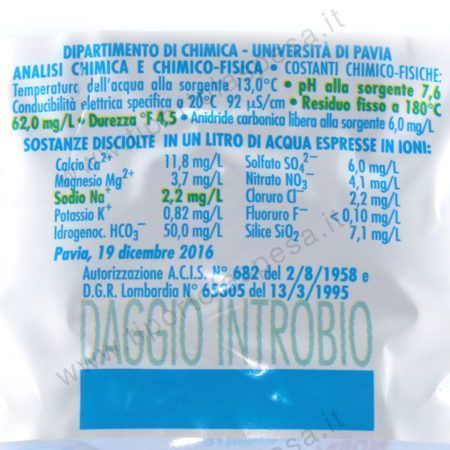 DIPARTIMENTO DI CHIMICA - UNIVERSITÀ DI PAVIA
ANALISI CHIMICA E CHIMICO-FISICA • COSTANTI CHIMICO-FISICHE:
Temperatura dell'acqua alla sorgente 13,0°C • pH alla sorgente 7,6
Conducibilità elettrica specifica a 20°C 92 µS/cm • Residuo fisso a 180°C
62,0 mg/L • Durezza °F 4,5 • Anidride carbonica libera alla sorgente 6,0 mg/L
SOSTANZE DISCIOLTE IN UN LITRO DI ACQUA ESPRESSE IN IONI:
Calcio Ca2+ 11,8 mg/L Solfato SO42− 6,0 mg/L
Magnesio Mg2+ 3,7 mg/L Nitrato NO3− 4,1 mg/L
Sodio Na+ 2,2 mg/L Cloruro Cl− 2,2 mg/L
Potassio K+ 0,82 mg/L Fluoruro F− <0,10 mg/L
Idrogenoc. HCO3− 50,0 mg/L Silice SiO2 7,1 mg/L
Pavia, 19 dicembre 2016
Autorizzazione A.C.I.S. N° 682 del 2/8/1958 e
D.G.R. Lombardia N° 65305 del 13/3/1995
DAGGIO INTROBIO